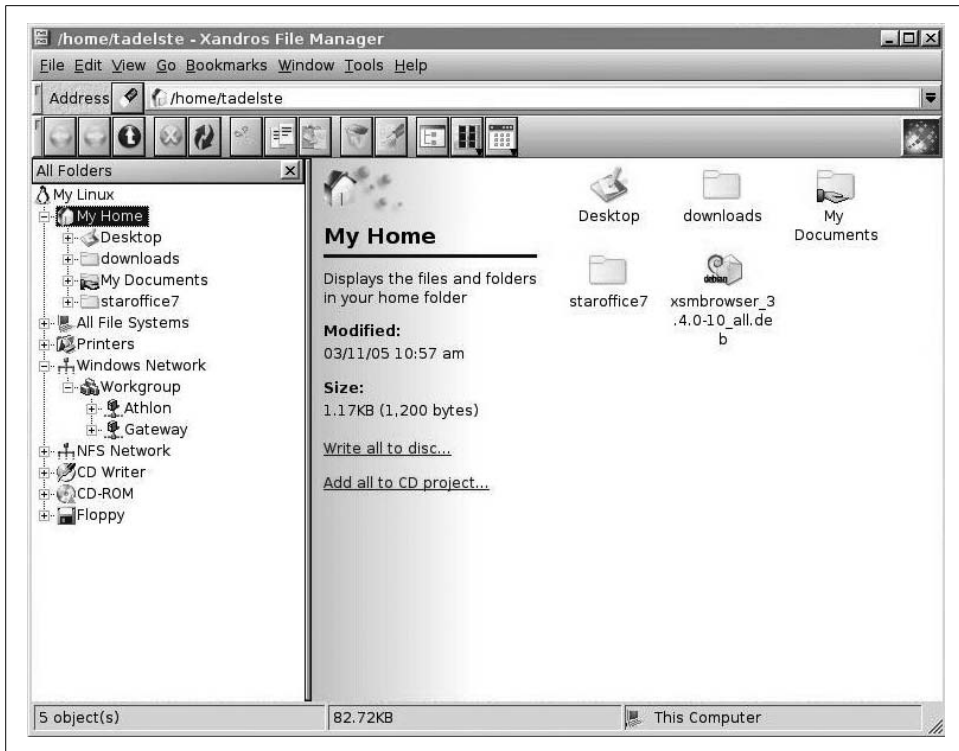 /home/tadelste - Xandros File Manager
File Edit View Go Bookmarks Window Tools Help
Address /home/tadelste
All Folders
My Linux
My Home
Desktop
downloads
My Documents
staroffice7
All File Systems
Printers
Windows Network
Workgroup
Athlon
Gateway
NFS Network
CD Writer
CD-ROM
Floppy
My Home
Displays the files and folders
in your home folder
Modified:
03/11/05 10:57 am
Size:
1.17KB (1,200 bytes)
Write all to disc...
Add all to CD project...
Desktop
downloads
My
Documents
staroffice7
debian
xsmbrowser_3
.4.0-10_all.de
b
5 object(s)
82.72KB
This Computer